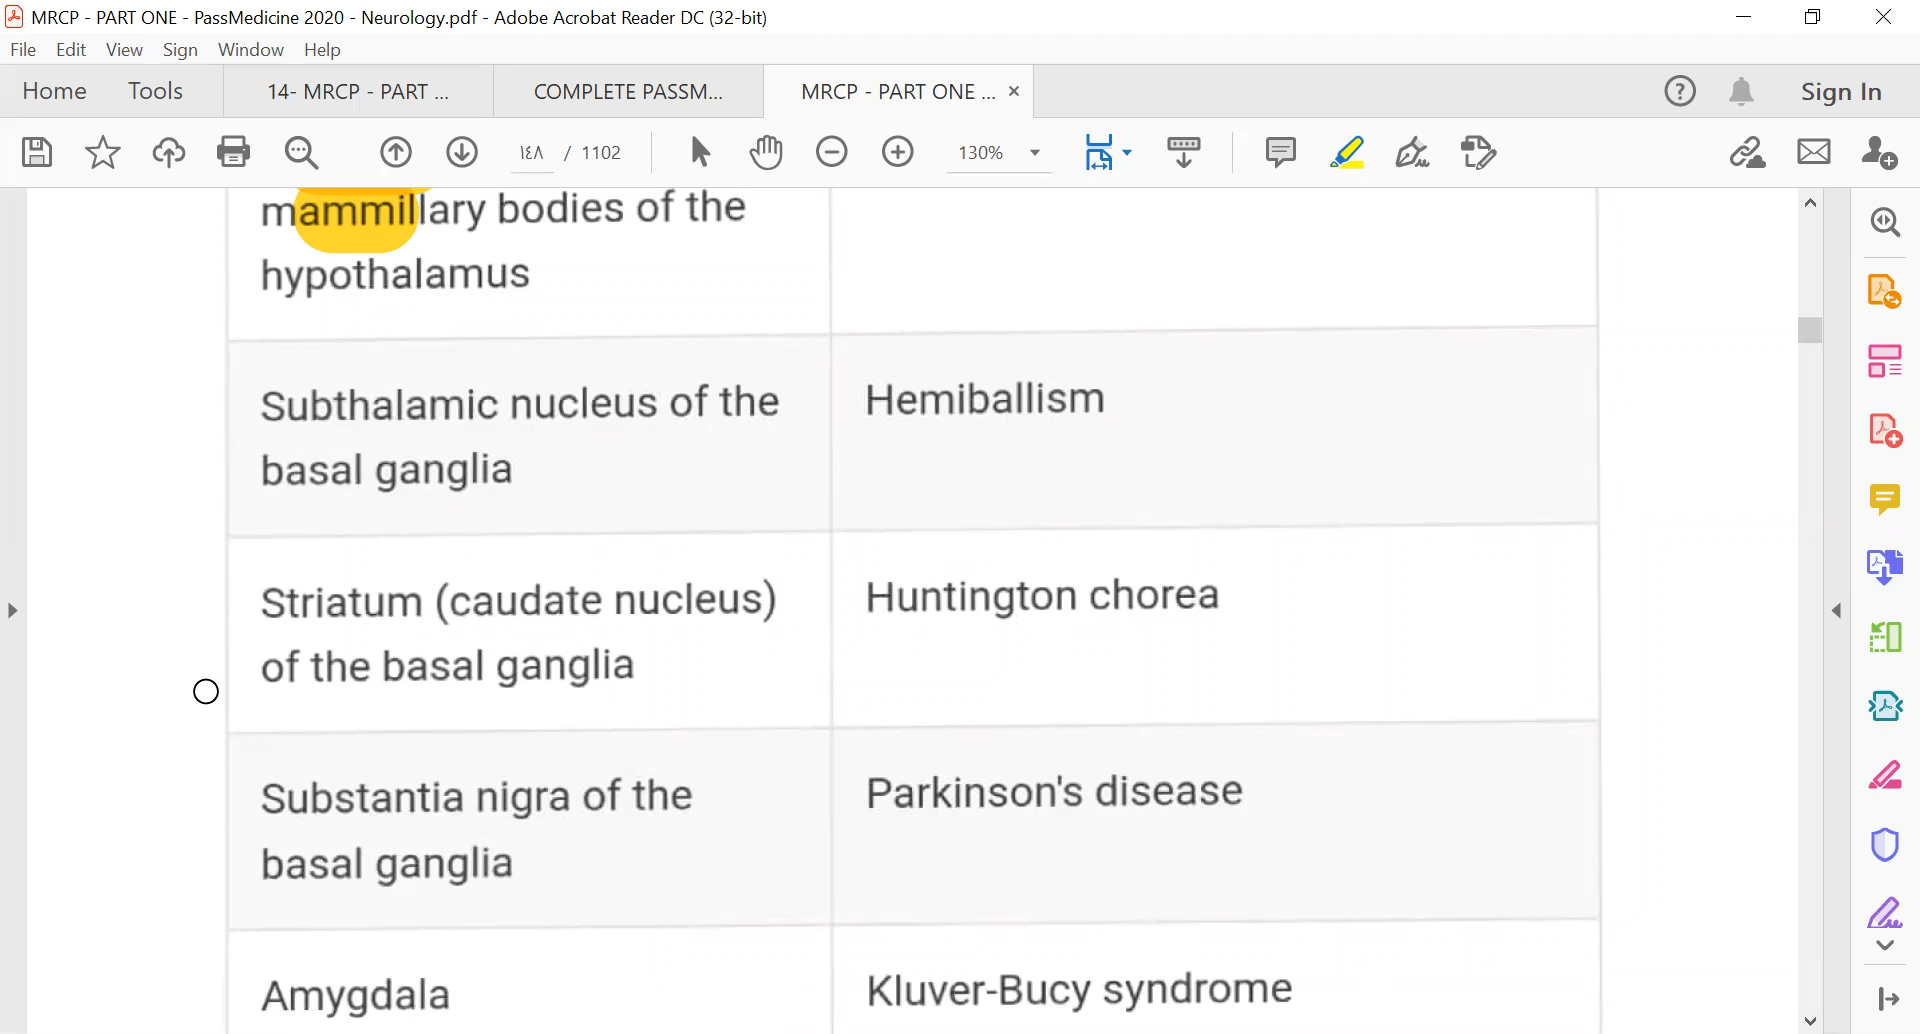 MRCP - PART ONE - PassMedicine 2020 - Neurology.pdf - Adobe Acrobat Reader DC (32-bit)
File Edit View Sign Window Help
Home Tools 14- MRCP - PART ... COMPLETE PASSM... MRCP - PART ONE ... × Sign In
١٤٨ / 1102 130%
mammillary bodies of the
hypothalamus
Subthalamic nucleus of the Hemiballism
basal ganglia
Striatum (caudate nucleus) Huntington chorea
of the basal ganglia
Substantia nigra of the Parkinson's disease
basal ganglia
Amygdala Kluver-Bucy syndrome